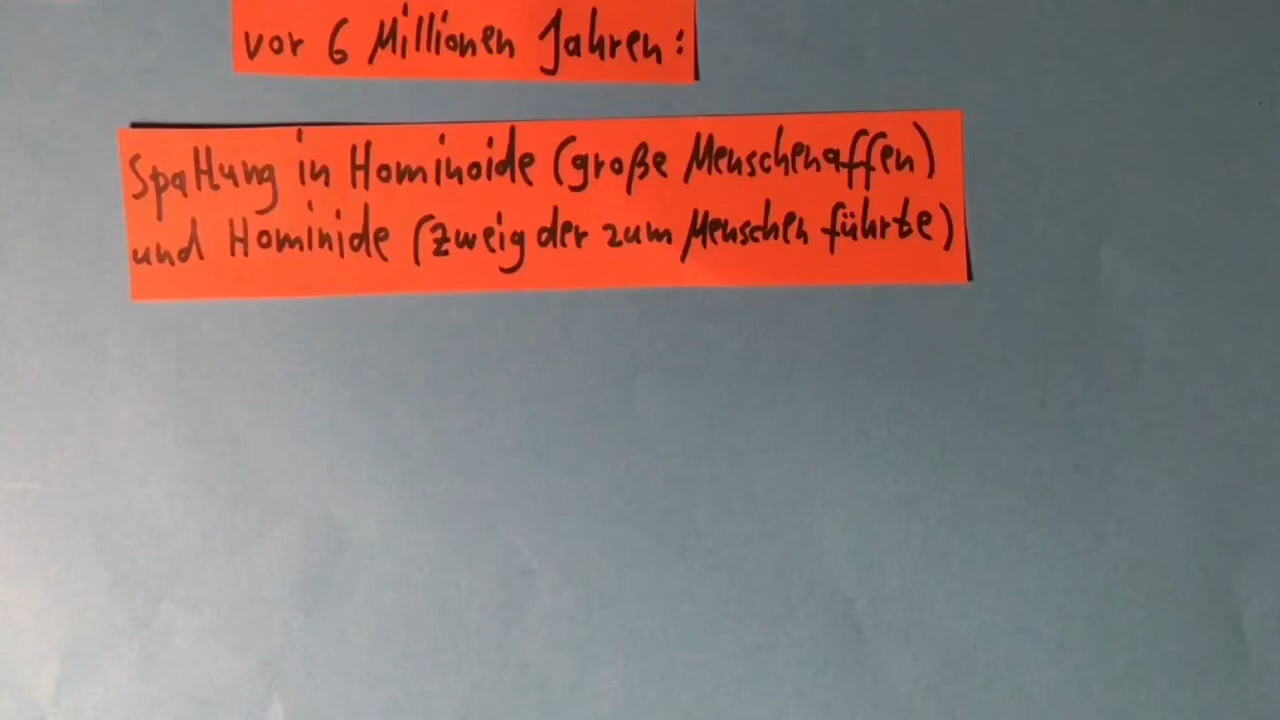 vor 6 Millionen Jahren:
Spaltung in Hominoide (große Menschenaffen)
und Hominide (Zweig der zum Menschen führte)